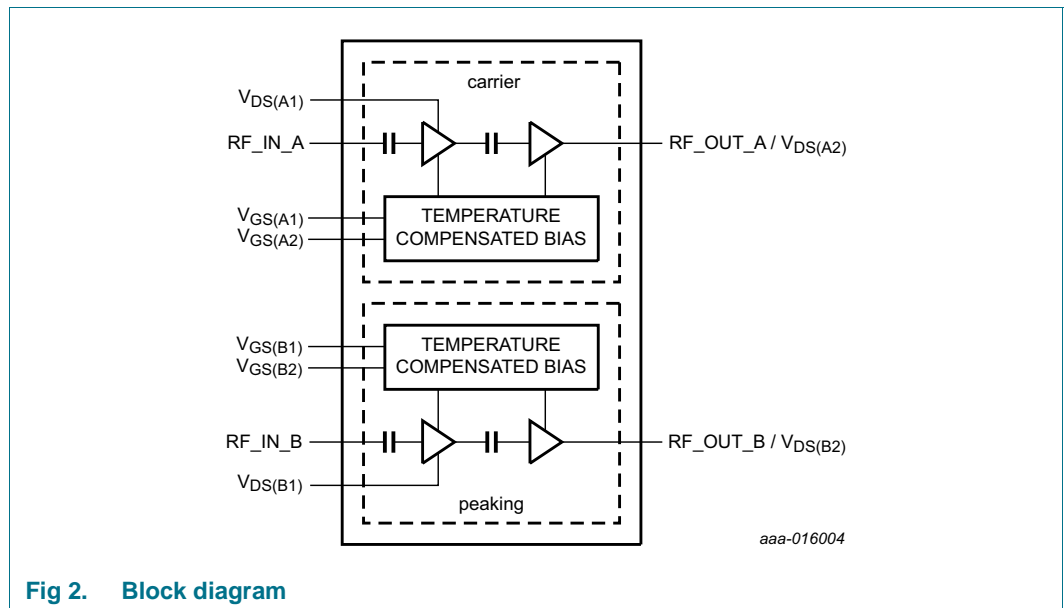 carrier
VDS(A1)
RF_IN_A
RF_OUT_A / VDS(A2)
VGS(A1)
VGS(A2)
TEMPERATURE
COMPENSATED BIAS
VGS(B1)
VGS(B2)
TEMPERATURE
COMPENSATED BIAS
RF_IN_B
RF_OUT_B / VDS(B2)
VDS(B1)
peaking
aaa-016004
Fig 2. Block diagram